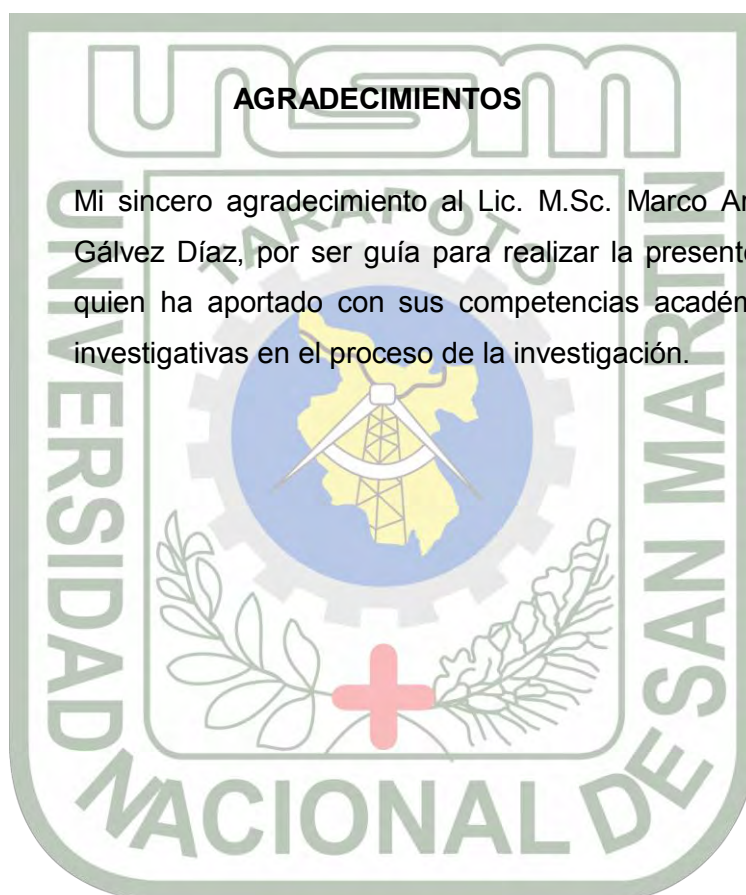 unsm
AGRADECIMIENTOS
Mi sincero agradecimiento al Lic. M.Sc. Marco
Gálvez Díaz, por ser guía para realizar la
quien ha aportado con sus competencias
investigativas en el proceso de la investigación.
TARAPOTO
UNIVERSIDAD NACIONAL DE SAN MARTIN